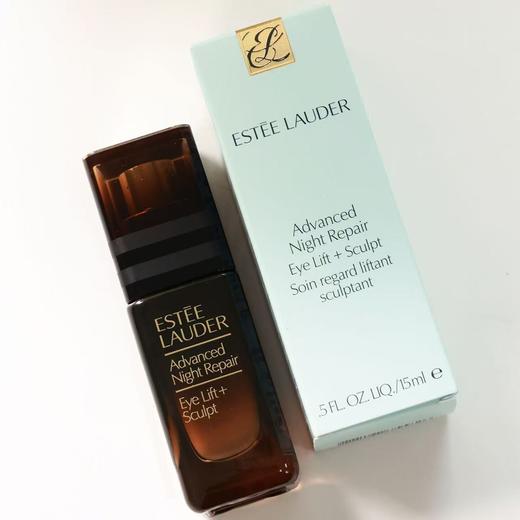 ESTĒE LAUDER
Advanced
Night Repair
Eye Lift + Sculpt
Soin regard liftant
sculptant
.5 FL. OZ. LIQ./15 ml e
ESTĒE
LAUDER
Advanced
Night Repair
Eye Lift +
Sculpt